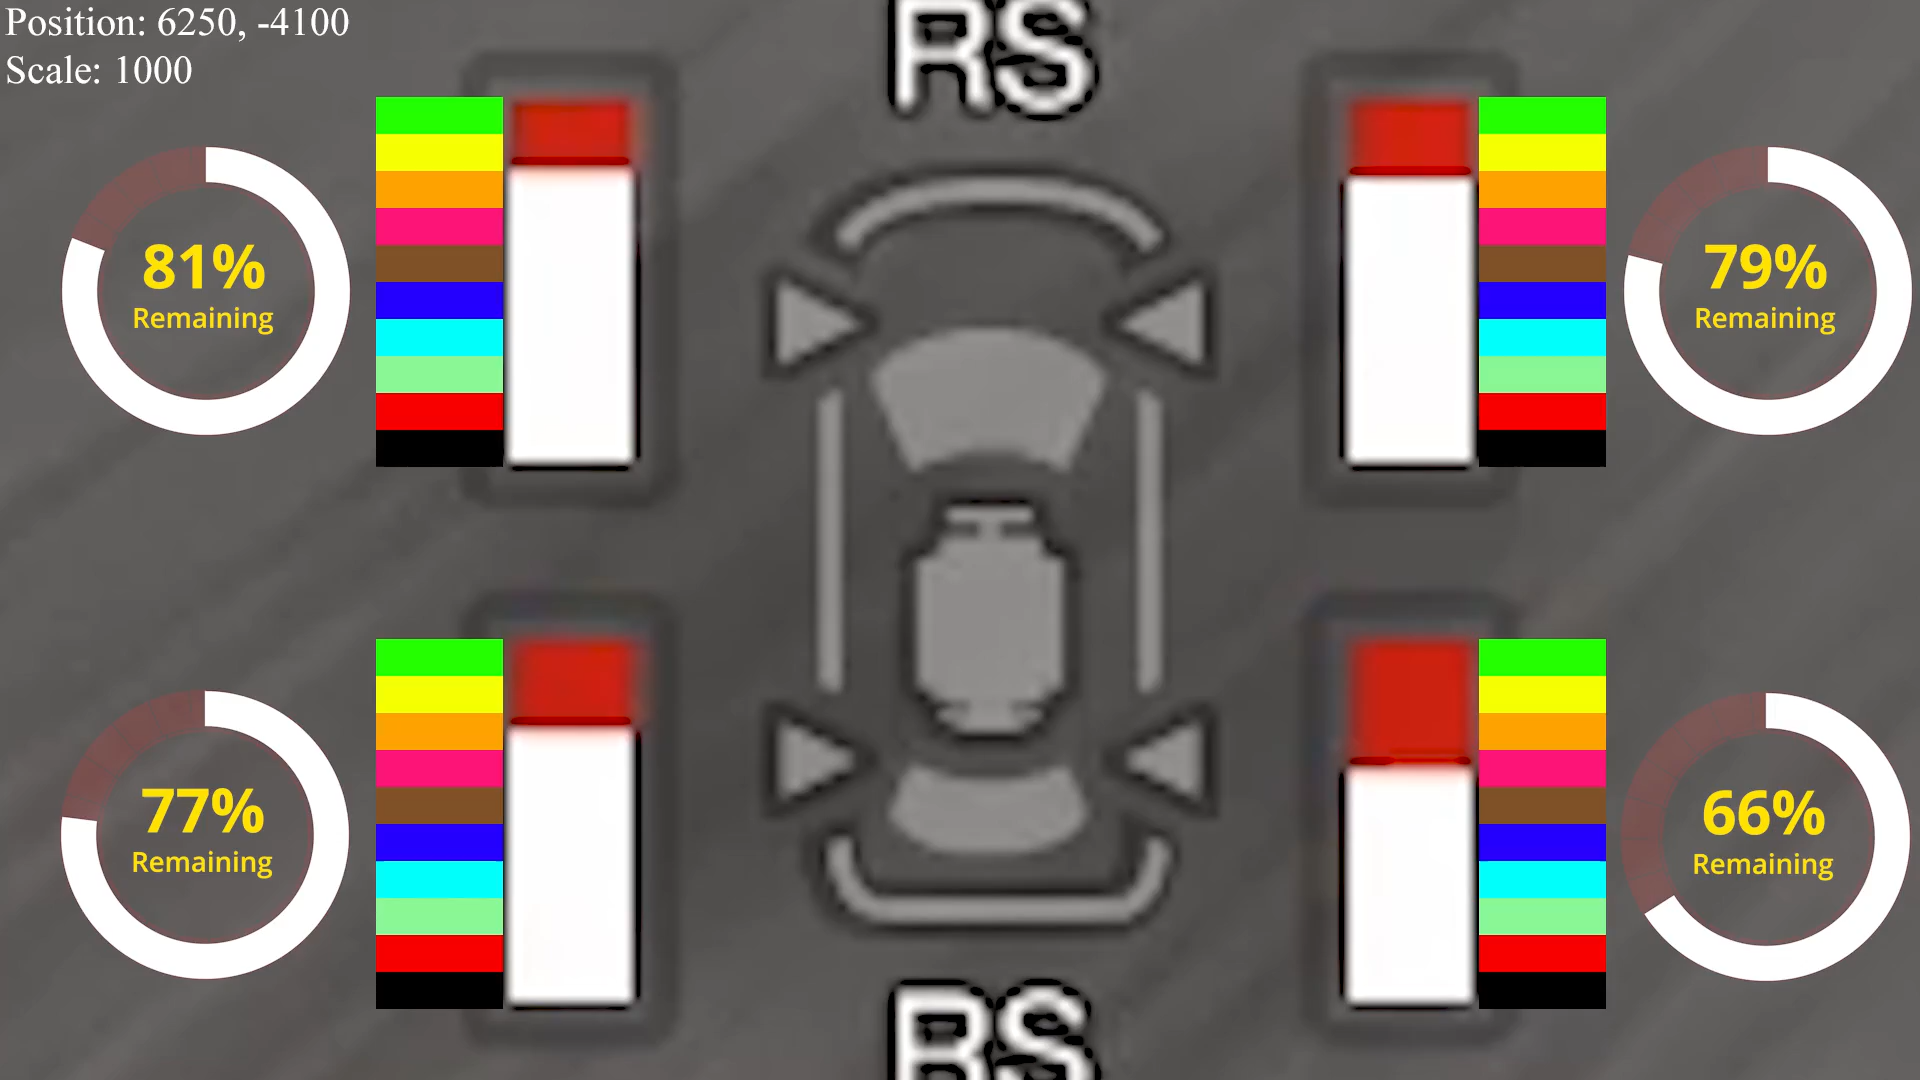 Position: 6250, -4100
Scale: 1000
RS
81%
Remaining
79%
Remaining
77%
Remaining
66%
Remaining
RS